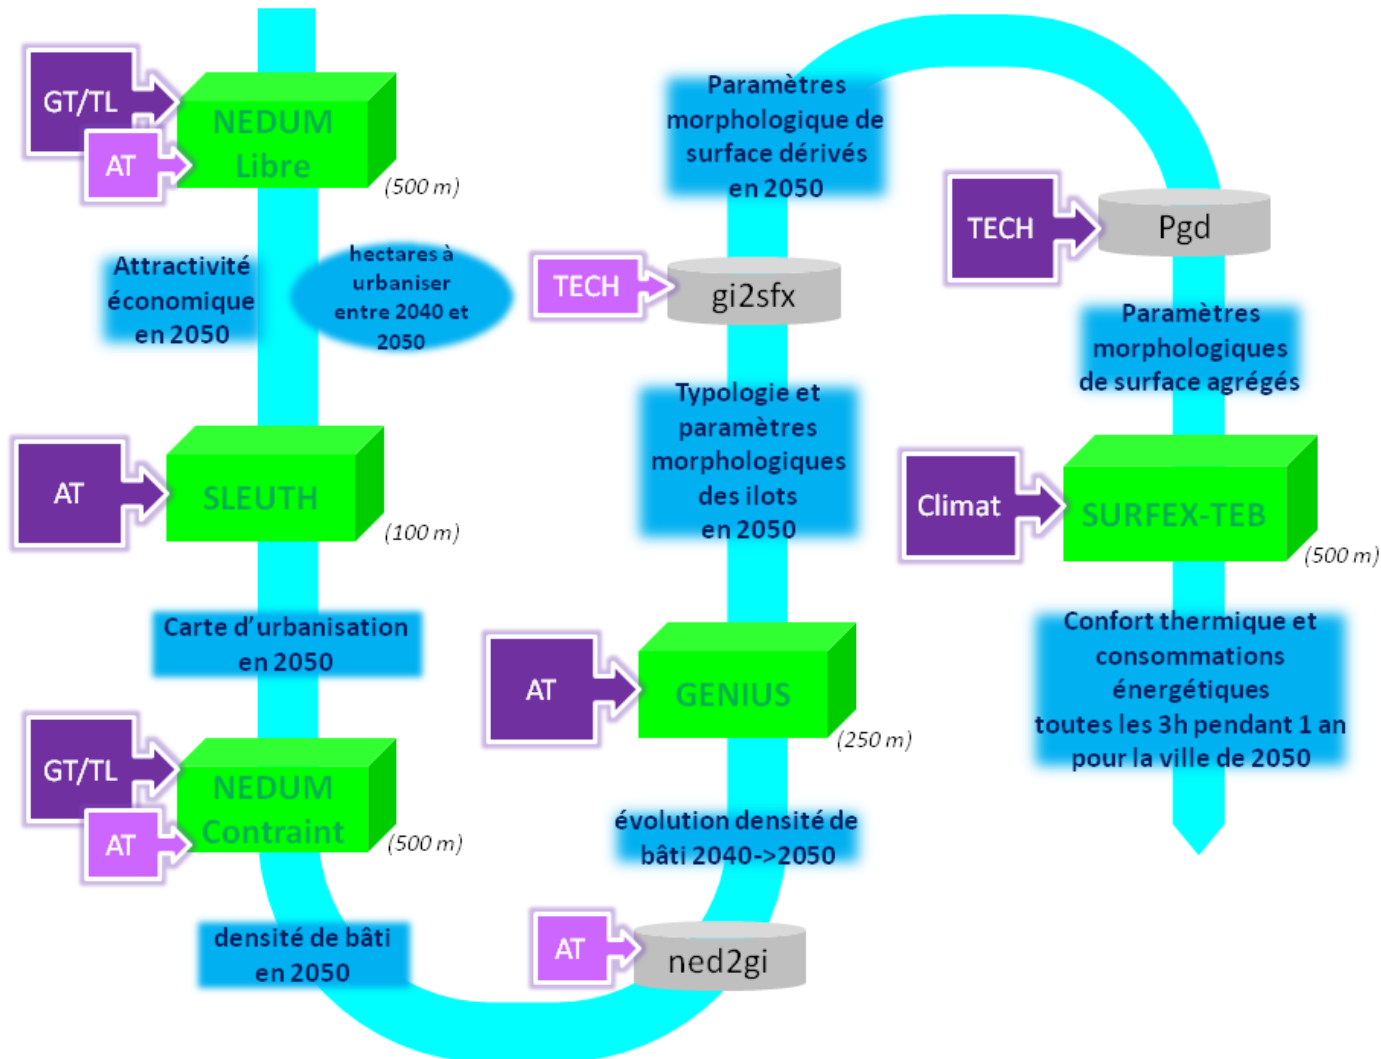 GT/TL
AT
NEDUM
Libre
(500 m)
Attractivité
économique
en 2050
hectares à
urbaniser
entre 2040 et
2050
AT
SLEUTH
(100 m)
Carte d'urbanisation
en 2050
GT/TL
AT
NEDUM
Contraint
(500 m)
densité de bâti
en 2050
AT
ned2gi
évolution densité de
bâti 2040->2050
AT
GENIUS
(250 m)
Typologie et
paramètres
morphologiques
des ilots
en 2050
TECH
gi2sfx
Paramètres
morphologique de
surface dérivés
en 2050
TECH
Pgd
Paramètres
morphologiques
de surface agrégés
Climat
SURFEX-TEB
(500 m)
Confort thermique et
consommations
énergétiques
toutes les 3h pendant 1 an
pour la ville de 2050